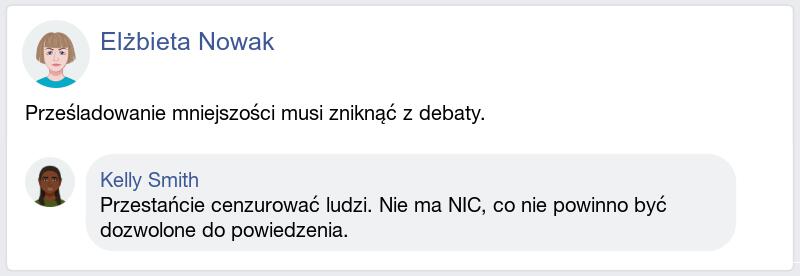 Elżbieta Nowak
Prześladowanie mniejszości musi zniknąć z debaty.
Kelly Smith
Przestańcie cenzurować ludzi. Nie ma NIC, co nie powinno być
dozwolone do powiedzenia.